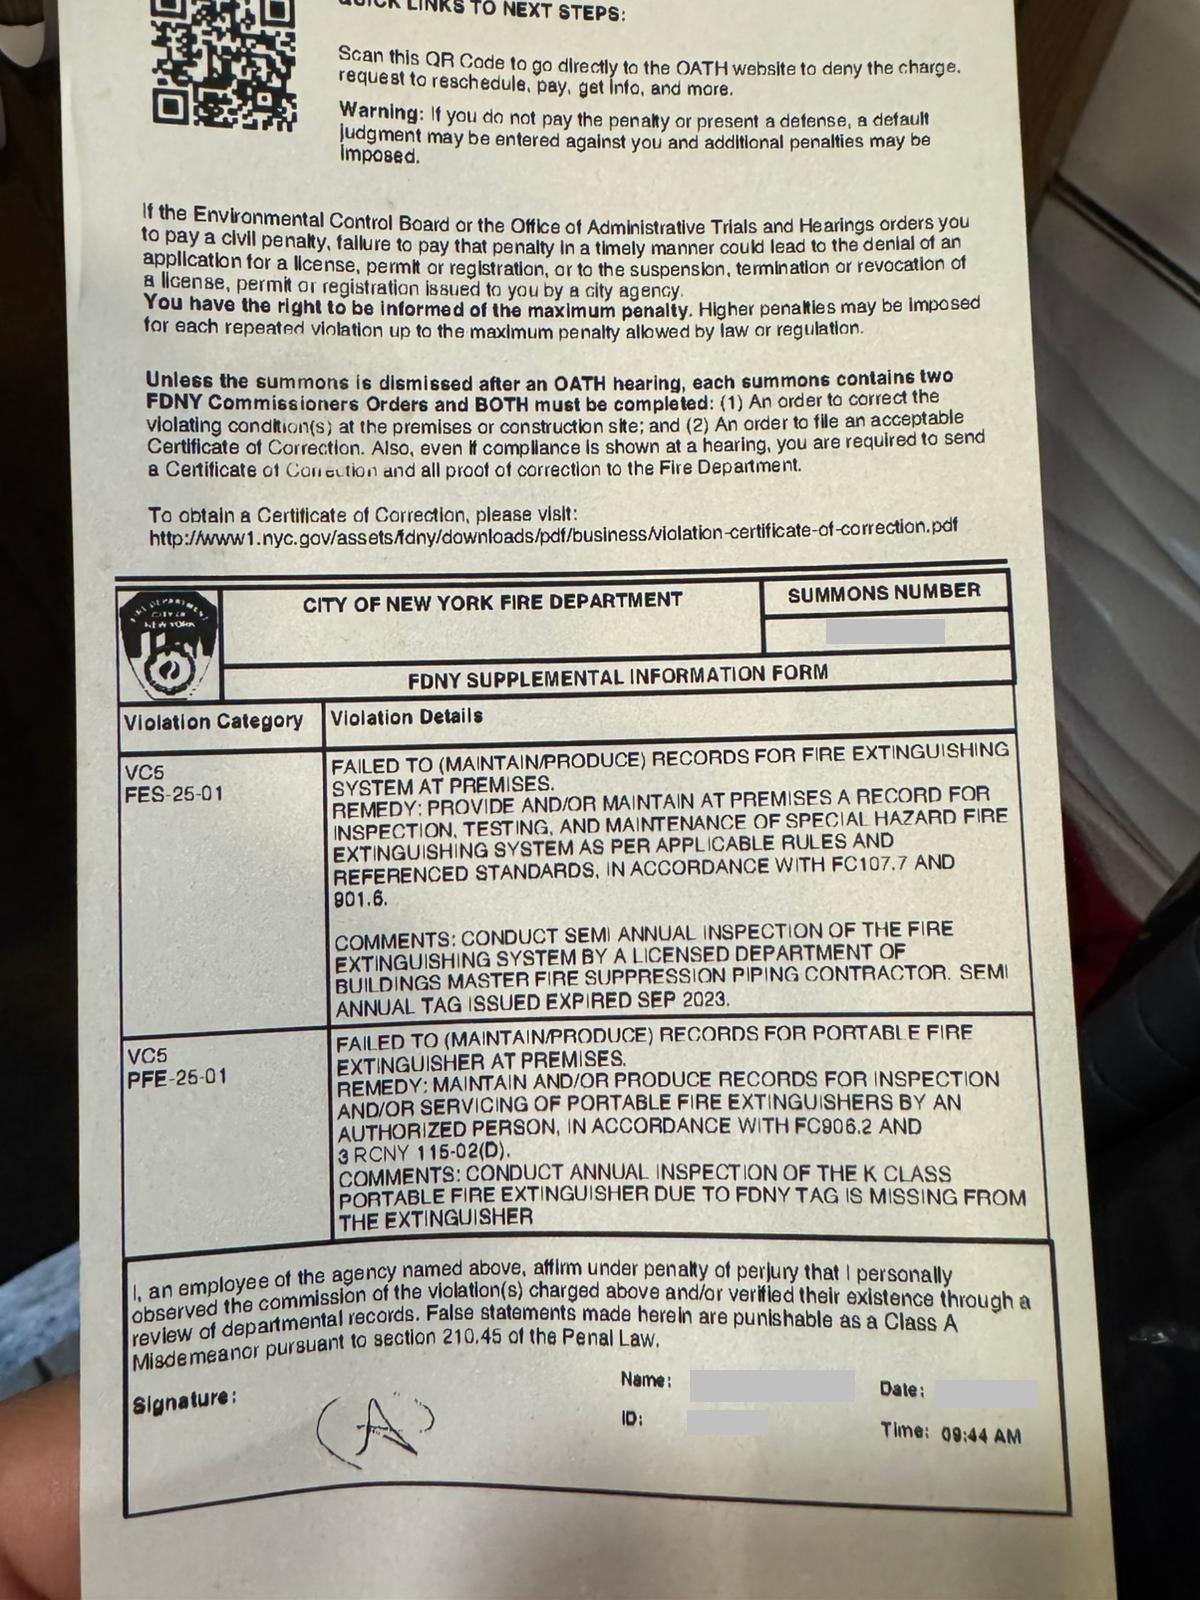 QUICK LINKS TO NEXT STEPS:
Scan this QR Code to go directly to the OATH website to deny the charge,
request to reschedule, pay, get info, and more.
Warning: If you do not pay the penalty or present a defense, a default
judgment may be entered against you and additional penalties may be
imposed.
If the Environmental Control Board or the Office of Administrative Trials and Hearings orders you
to pay a civil penalty, failure to pay that penalty in a timely manner could lead to the denial of an
application for a license, permit or registration, or to the suspension, termination or revocation of
a license, permit or registration issued to you by a city agency.
You have the right to be informed of the maximum penalty. Higher penalties may be imposed
for each repeated violation up to the maximum penalty allowed by law or regulation.
Unless the summons is dismissed after an OATH hearing, each summons contains two
FDNY Commissioners Orders and BOTH must be completed: (1) An order to correct the
violating condition(s) at the premises or construction site; and (2) An order to file an acceptable
Certificate of Correction. Also, even if compliance is shown at a hearing, you are required to send
a Certificate of Correction and all proof of correction to the Fire Department.
To obtain a Certificate of Correction, please visit:
http://www1.nyc.gov/assets/fdny/downloads/pdf/business/violation-certificate-of-correction.pdf
FIRE DEPARTMENT
CITY OF
NEW YORK
CITY OF NEW YORK FIRE DEPARTMENT
SUMMONS NUMBER
FDNY SUPPLEMENTAL INFORMATION FORM
Violation Category
Violation Details
VC5
FES-25-01
FAILED TO (MAINTAIN/PRODUCE) RECORDS FOR FIRE EXTINGUISHING
SYSTEM AT PREMISES.
REMEDY: PROVIDE AND/OR MAINTAIN AT PREMISES A RECORD FOR
INSPECTION, TESTING, AND MAINTENANCE OF SPECIAL HAZARD FIRE
EXTINGUISHING SYSTEM AS PER APPLICABLE RULES AND
REFERENCED STANDARDS, IN ACCORDANCE WITH FC107.7 AND
901.6.
COMMENTS: CONDUCT SEMI ANNUAL INSPECTION OF THE FIRE
EXTINGUISHING SYSTEM BY A LICENSED DEPARTMENT OF
BUILDINGS MASTER FIRE SUPPRESSION PIPING CONTRACTOR. SEMI
ANNUAL TAG ISSUED EXPIRED SEP 2023.
VC5
PFE-25-01
FAILED TO (MAINTAIN/PRODUCE) RECORDS FOR PORTABLE FIRE
EXTINGUISHER AT PREMISES.
REMEDY: MAINTAIN AND/OR PRODUCE RECORDS FOR INSPECTION
AND/OR SERVICING OF PORTABLE FIRE EXTINGUISHERS BY AN
AUTHORIZED PERSON, IN ACCORDANCE WITH FC906.2 AND
3 RCNY 115-02(D).
COMMENTS: CONDUCT ANNUAL INSPECTION OF THE K CLASS
PORTABLE FIRE EXTINGUISHER DUE TO FDNY TAG IS MISSING FROM
THE EXTINGUISHER
I, an employee of the agency named above, affirm under penalty of perjury that I personally
observed the commission of the violation(s) charged above and/or verified their existence through a
review of departmental records. False statements made herein are punishable as a Class A
Misdemeanor pursuant to section 210.45 of the Penal Law.
Signature:
(A)
Name:
Date:
ID:
Time: 09:44 AM